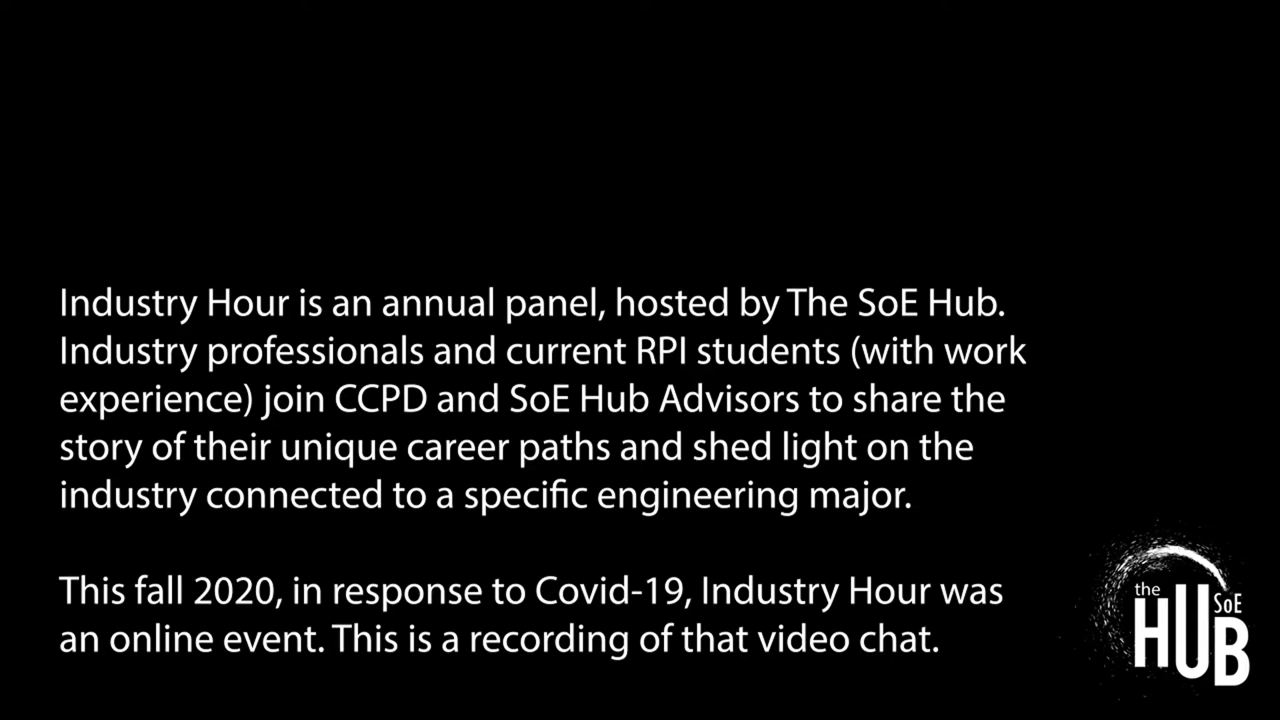 Industry Hour is an annual panel, hosted by The SoE Hub.
Industry professionals and current RPI students (with work
experience) join CCPD and SoE Hub Advisors to share the
story of their unique career paths and shed light on the
industry connected to a specific engineering major.
This fall 2020, in response to Covid-19, Industry Hour was
an online event. This is a recording of that video chat.
the
SoE
HUB